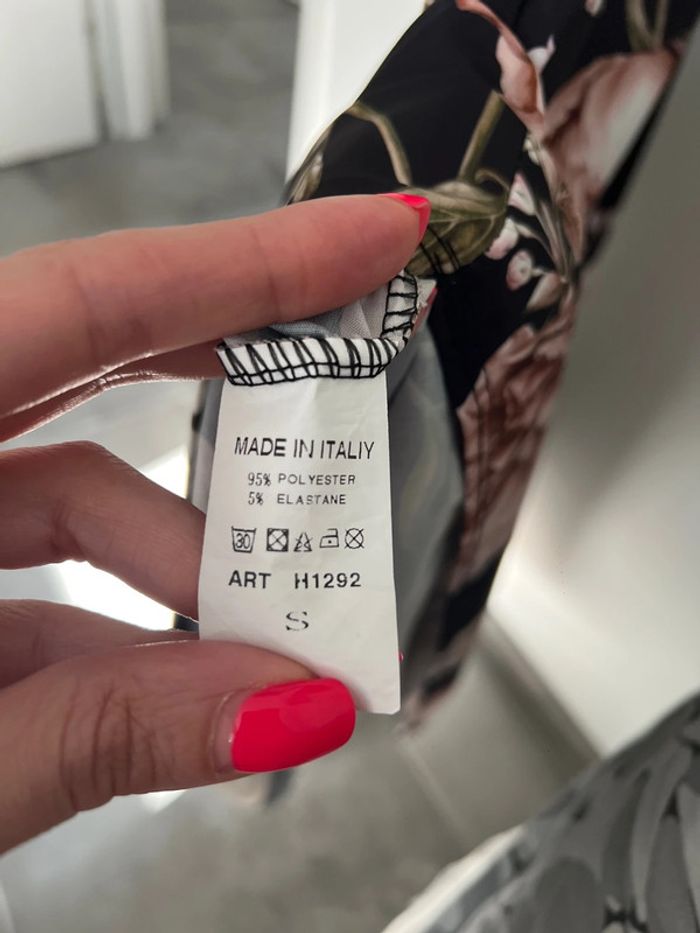 MADE IN ITALIY
95% POLYESTER
5% ELASTANE
30
ART H1292
S